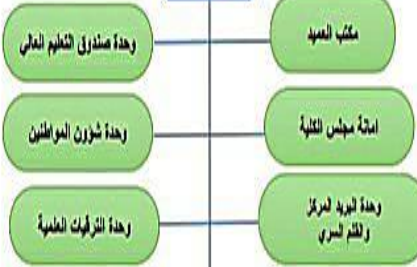 مكتب العميد
وحدة صندوق التعليم العالي
امانة مجلس الكلية
وحدة شؤون المواطنين
وحدة البريد المركز
والقلم السري
وحدة الترقيات العلمية